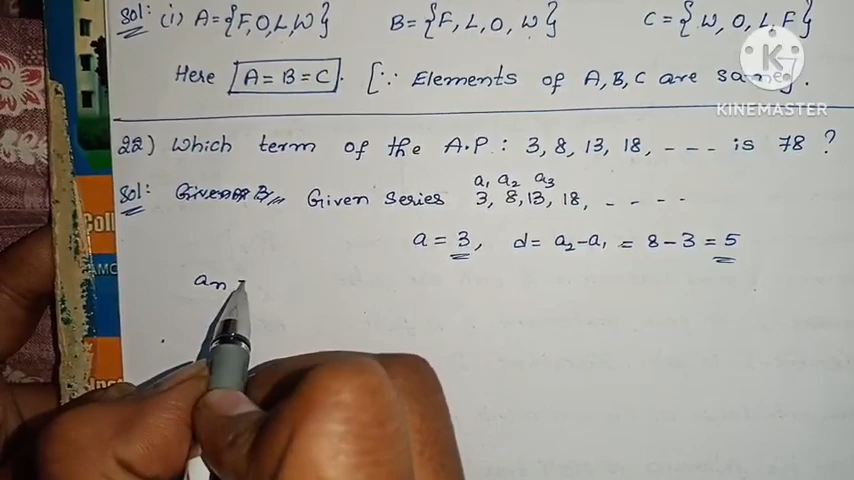 Sol: (i) A = {F, O, L, W} B = {F, L, O, W} C = {W, O, L, F}
Here A = B = C. [∵ Elements of A, B, C are same].
KINEMASTER
22) Which term of the A.P : 3, 8, 13, 18, - - - - is 78 ?
a₁ a₂ a₃
Sol: Given Series 3, 8, 13, 18, - - - -
a = 3, d = a₂ - a₁ = 8 - 3 = 5
an =